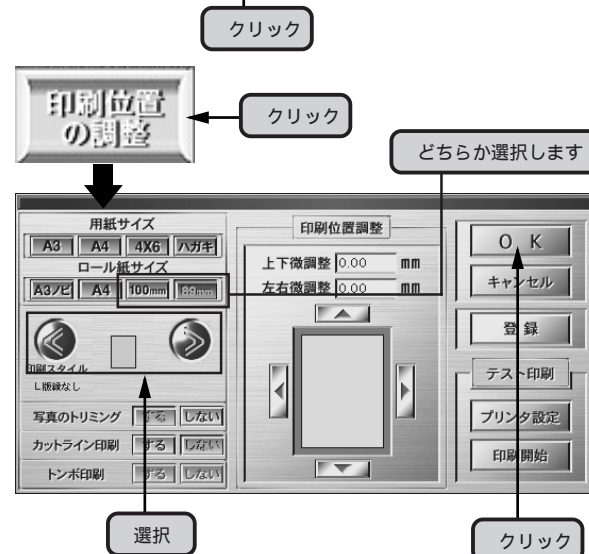 クリック
印刷位置
の調整
クリック
どちらか選択します
用紙サイズ
A3 A4 4X6 ハガキ
ロール紙サイズ
A3ノビ A4 100mm 89mm
印刷スタイル
L版縁なし
写真のトリミング する しない
カットライン印刷 する しない
トンボ印刷 する しない
印刷位置調整
上下微調整 0.00 mm
左右微調整 0.00 mm
O K
キャンセル
登録
テスト印刷
プリンタ設定
印刷開始
選択
クリック